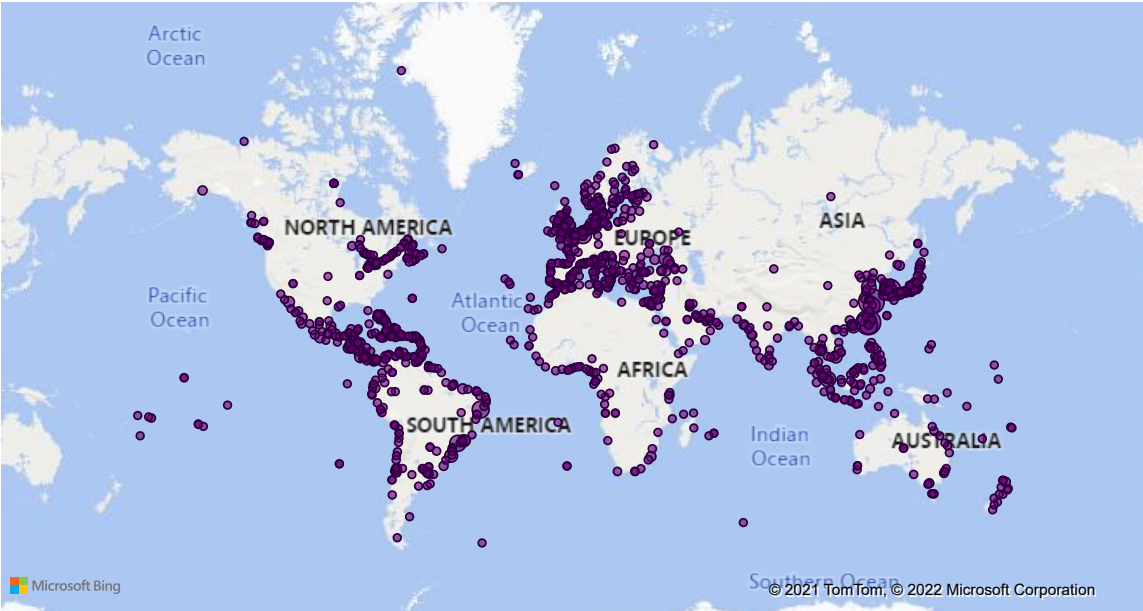 Arctic
Ocean
NORTH AMERICA
EUROPE
ASIA
Pacific
Ocean
Atlantic
Ocean
AFRICA
SOUTH AMERICA
Indian
Ocean
AUSTRALIA
Southern Ocean
Microsoft Bing
© 2021 TomTom, © 2022 Microsoft Corporation